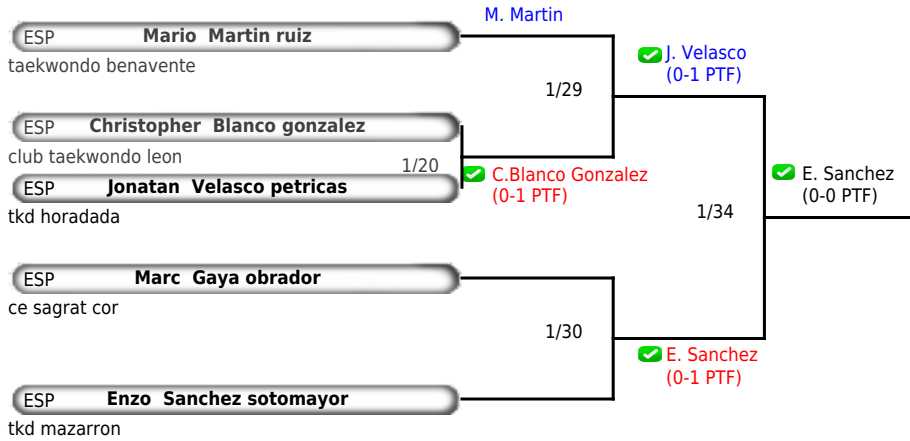 M. Martin
ESP Mario Martin ruiz
taekwondo benavente
J. Velasco
(0-1 PTF)
1/29
ESP Christopher Blanco gonzalez
club taekwondo leon
1/20
C.Blanco Gonzalez
(0-1 PTF)
ESP Jonatan Velasco petricas
tkd horadada
E. Sanchez
(0-0 PTF)
1/34
ESP Marc Gaya obrador
ce sagrat cor
1/30
E. Sanchez
(0-1 PTF)
ESP Enzo Sanchez sotomayor
tkd mazarron